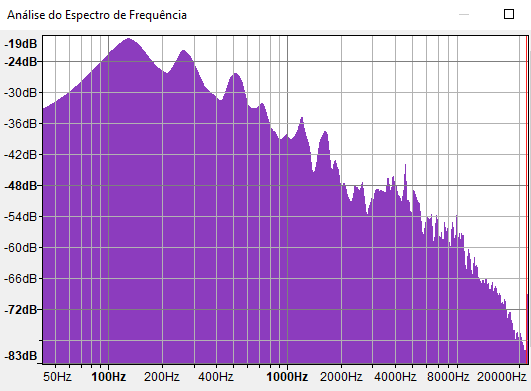 Análise do Espectro de Frequência
-19dB
-24dB
-30dB
-36dB
-42dB
-48dB
-54dB
-60dB
-66dB
-72dB
-83dB
50Hz 100Hz 200Hz 400Hz 1000Hz 2000Hz 4000Hz 8000Hz 20000Hz